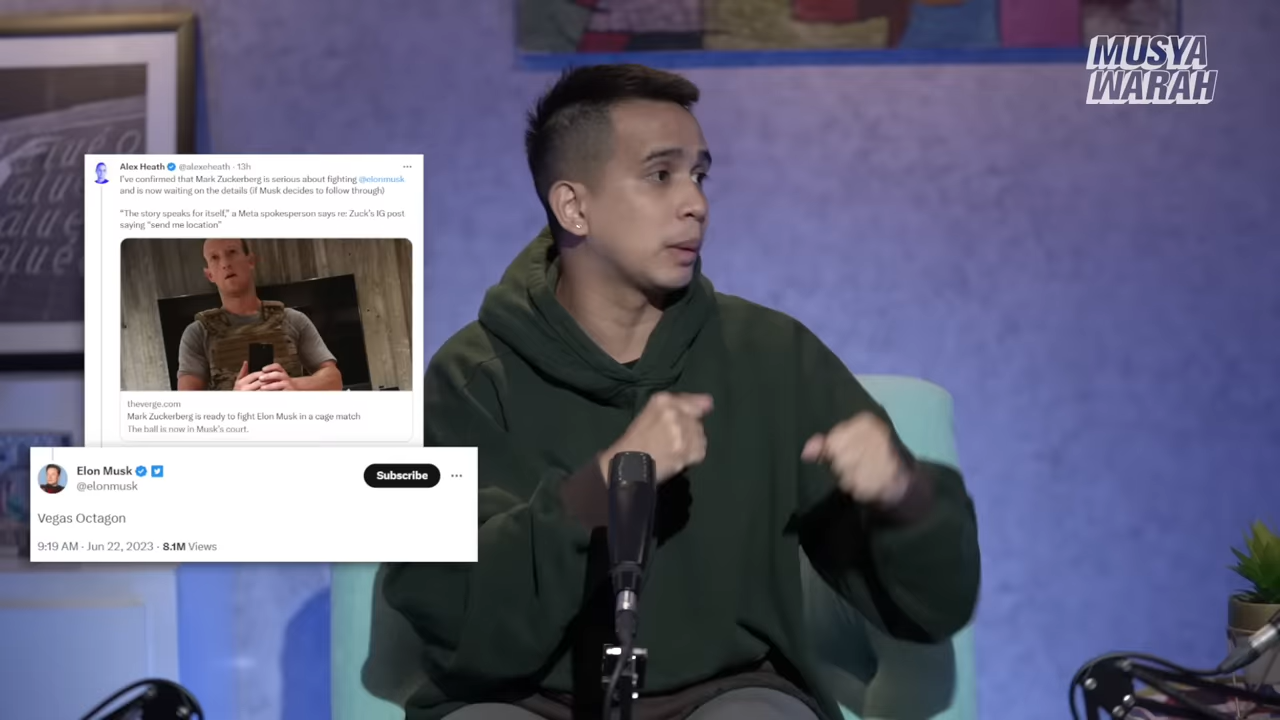 MUSYA
WARAH
Alex Heath @alexeheath · 13h
I've confirmed that Mark Zuckerberg is serious about fighting @elonmusk
and is now waiting on the details (if Musk decides to follow through)
"The story speaks for itself," a Meta spokesperson says re: Zuck's IG post
saying "send me location"
theverge.com
Mark Zuckerberg is ready to fight Elon Musk in a cage match
The ball is now in Musk's court.
Elon Musk
@elonmusk
Subscribe
Vegas Octagon
9:19 AM · Jun 22, 2023 · 8.1M Views